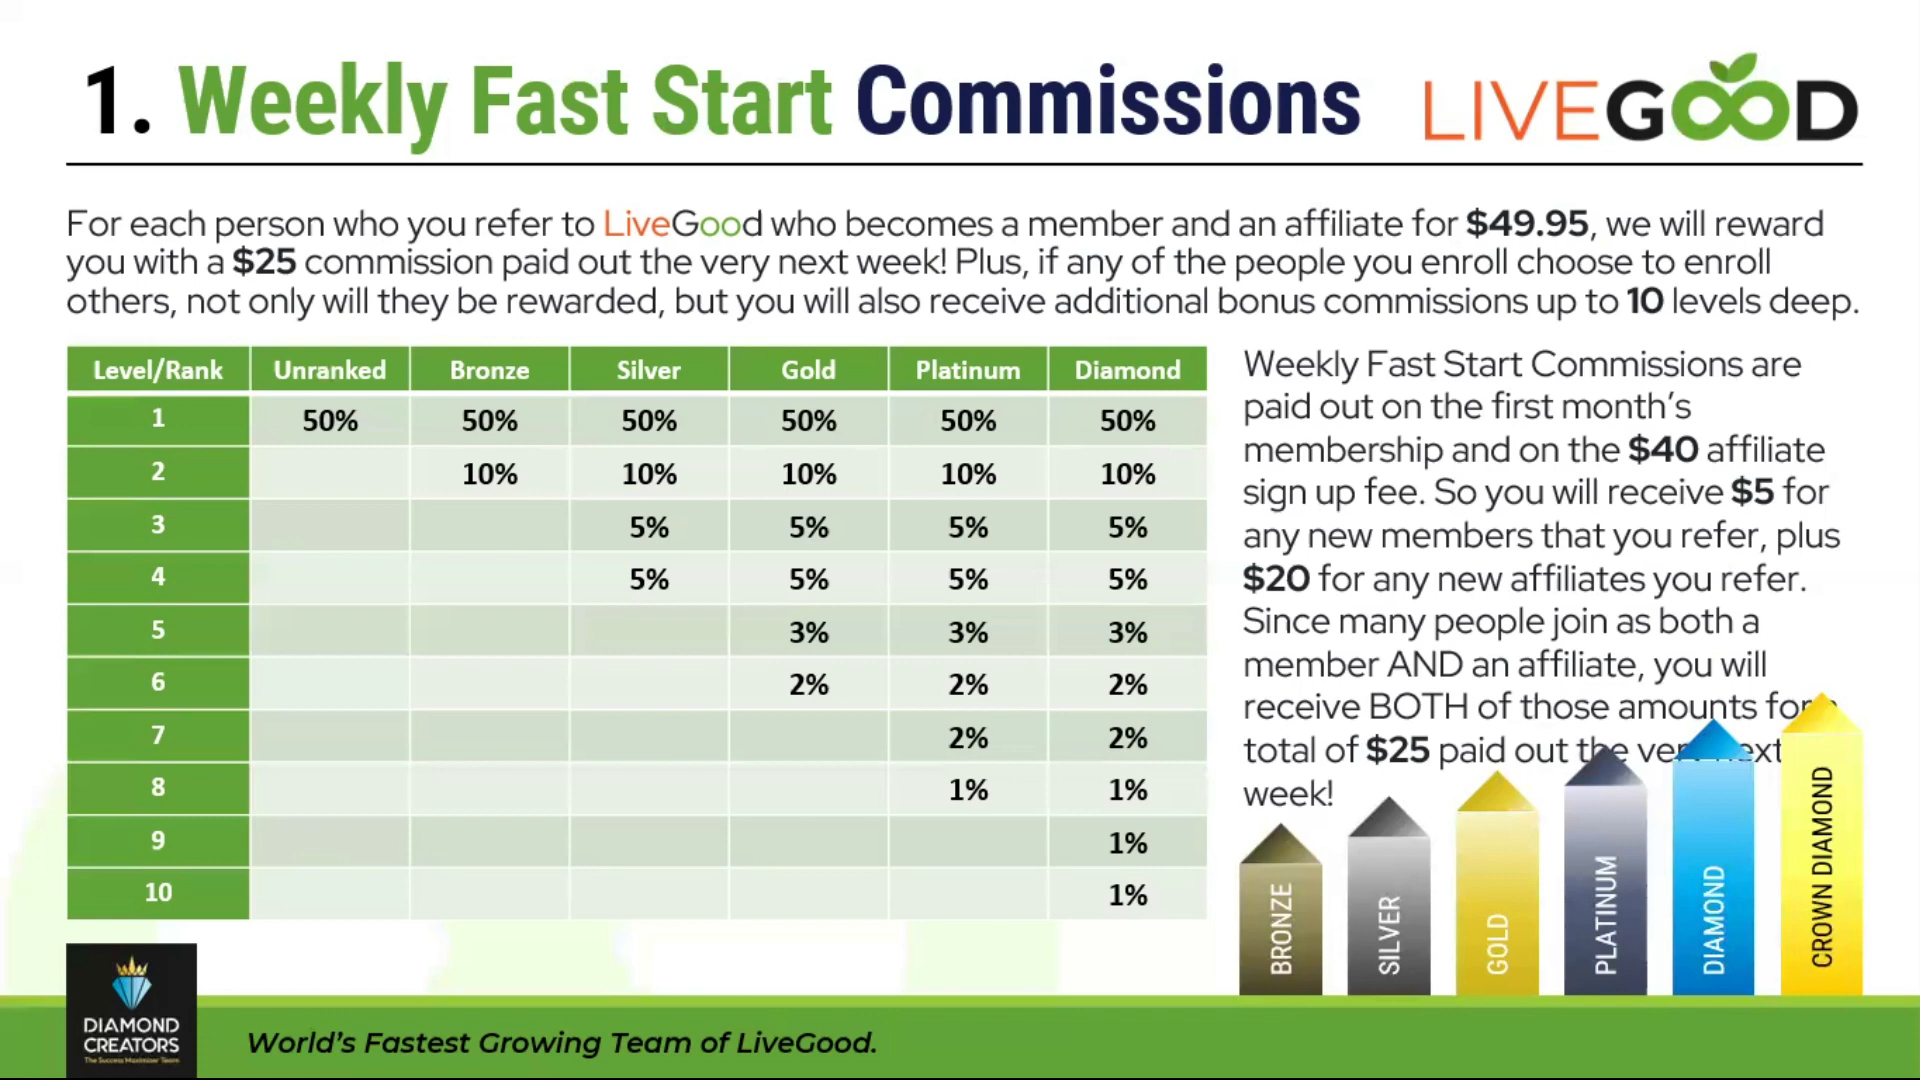 1. Weekly Fast Start Commissions
LIVEGOOD
For each person who you refer to LiveGood who becomes a member and an affiliate for $49.95, we will reward
you with a $25 commission paid out the very next week! Plus, if any of the people you enroll choose to enroll
others, not only will they be rewarded, but you will also receive additional bonus commissions up to 10 levels deep.
Level/Rank Unranked Bronze Silver Gold Platinum Diamond
1 50% 50% 50% 50% 50% 50%
2 10% 10% 10% 10% 10%
3 5% 5% 5% 5%
4 5% 5% 5% 5%
5 3% 3% 3%
6 2% 2% 2%
7 2% 2%
8 1% 1%
9 1%
10 1%
Weekly Fast Start Commissions are
paid out on the first month's
membership and on the $40 affiliate
sign up fee. So you will receive $5 for
any new members that you refer, plus
$20 for any new affiliates you refer.
Since many people join as both a
member AND an affiliate, you will
receive BOTH of those amounts for
total of $25 paid out the very next
week!
BRONZE
SILVER
GOLD
PLATINUM
DIAMOND
CROWN DIAMOND
DIAMOND
CREATORS
The Success Maximizer Team
World's Fastest Growing Team of LiveGood.